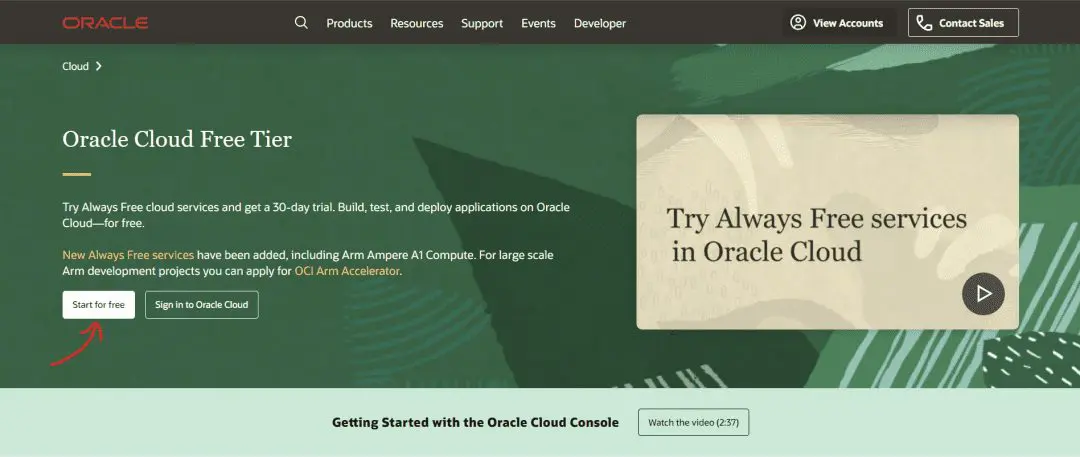 ORACLE
Products Resources Support Events Developer
View Accounts
Contact Sales
Cloud
Oracle Cloud Free Tier
Try Always Free cloud services and get a 30-day trial. Build, test, and deploy applications on Oracle
Cloud—for free.
New Always Free services have been added, including Arm Ampere A1 Compute. For large scale
Arm development projects you can apply for OCI Arm Accelerator.
Start for free
Sign in to Oracle Cloud
Try Always Free services
in Oracle Cloud
Getting Started with the Oracle Cloud Console
Watch the video (2:37)